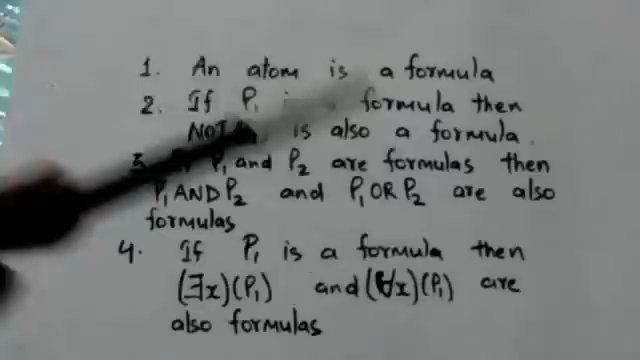 1. An atom is a formula
2. If P₁ formula then
NOT is also a formula.
P₁ and P₂ are formulas then
P₁ AND P₂ and P₁ OR P₂ are also
formulas
4. If P₁ is a formula then
(∃x)(P₁) and (∀x)(P₁) are
also formulas